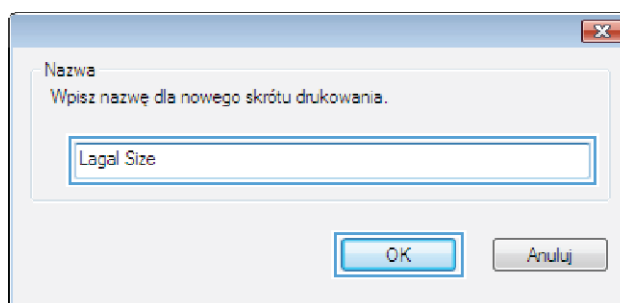 Nazwa
Wpisz nazwę dla nowego skrótu drukowania.
Lagal Size
OK Anuluj